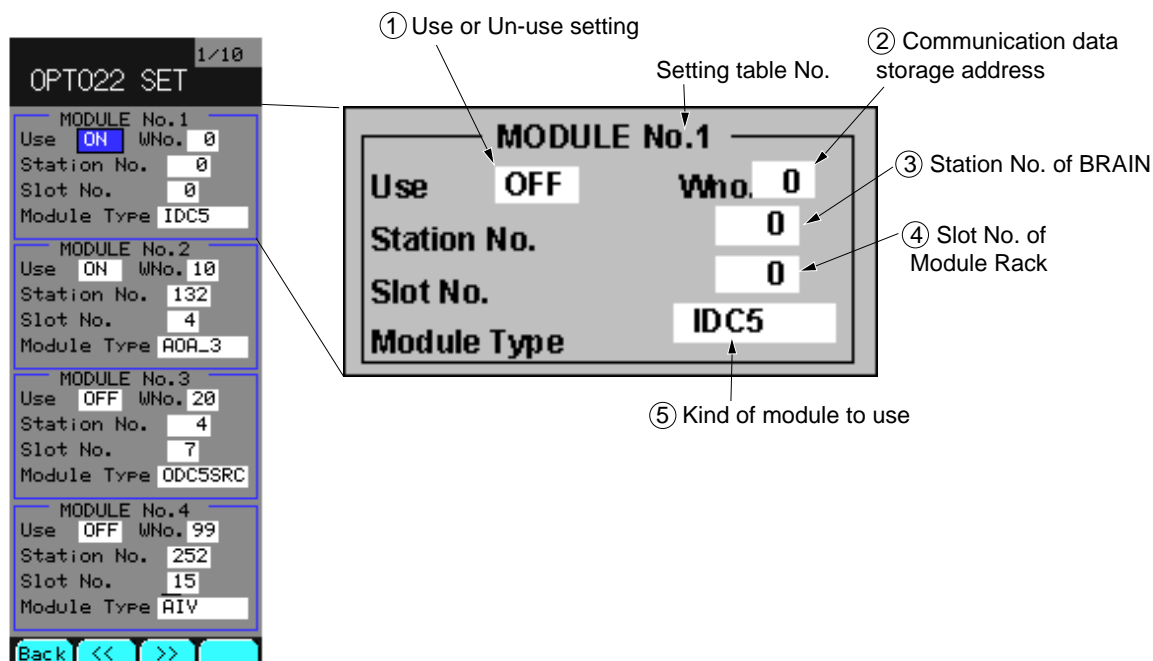 1/10
OPTO22 SET
MODULE No.1
Use ON WNo. 0
Station No. 0
Slot No. 0
Module Type IDC5
MODULE No.2
Use ON WNo. 10
Station No. 132
Slot No. 4
Module Type AOA_3
MODULE No.3
Use OFF WNo. 20
Station No. 4
Slot No. 7
Module Type ODC5SRC
MODULE No.4
Use OFF WNo. 99
Station No. 252
Slot No. 15
Module Type AIV
Back << >>
① Use or Un-use setting
Setting table No.
② Communication data
storage address
MODULE No.1
Use OFF Wno. 0
Station No. 0
Slot No. 0
Module Type IDC5
③ Station No. of BRAIN
④ Slot No. of
Module Rack
⑤ Kind of module to use